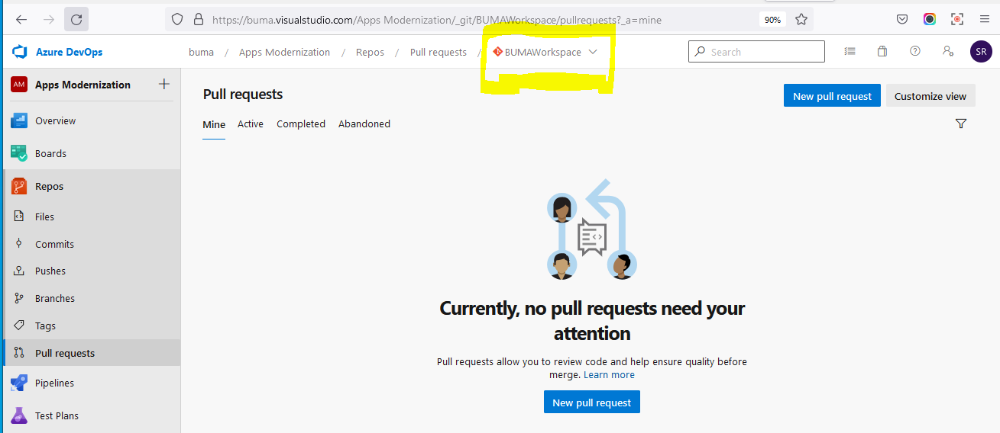 https://buma.visualstudio.com/Apps Modernization/_git/BUMAWorkspace/pullrequests?_a=mine
90%
Azure DevOps
buma / Apps Modernization / Repos / Pull requests / BUMAWorkspace
Search
SR
AM Apps Modernization
Overview
Boards
Repos
Files
Commits
Pushes
Branches
Tags
Pull requests
Pipelines
Test Plans
Pull requests
New pull request
Customize view
Mine Active Completed Abandoned
Currently, no pull requests need your
attention
Pull requests allow you to review code and help ensure quality before
merge. Learn more
New pull request